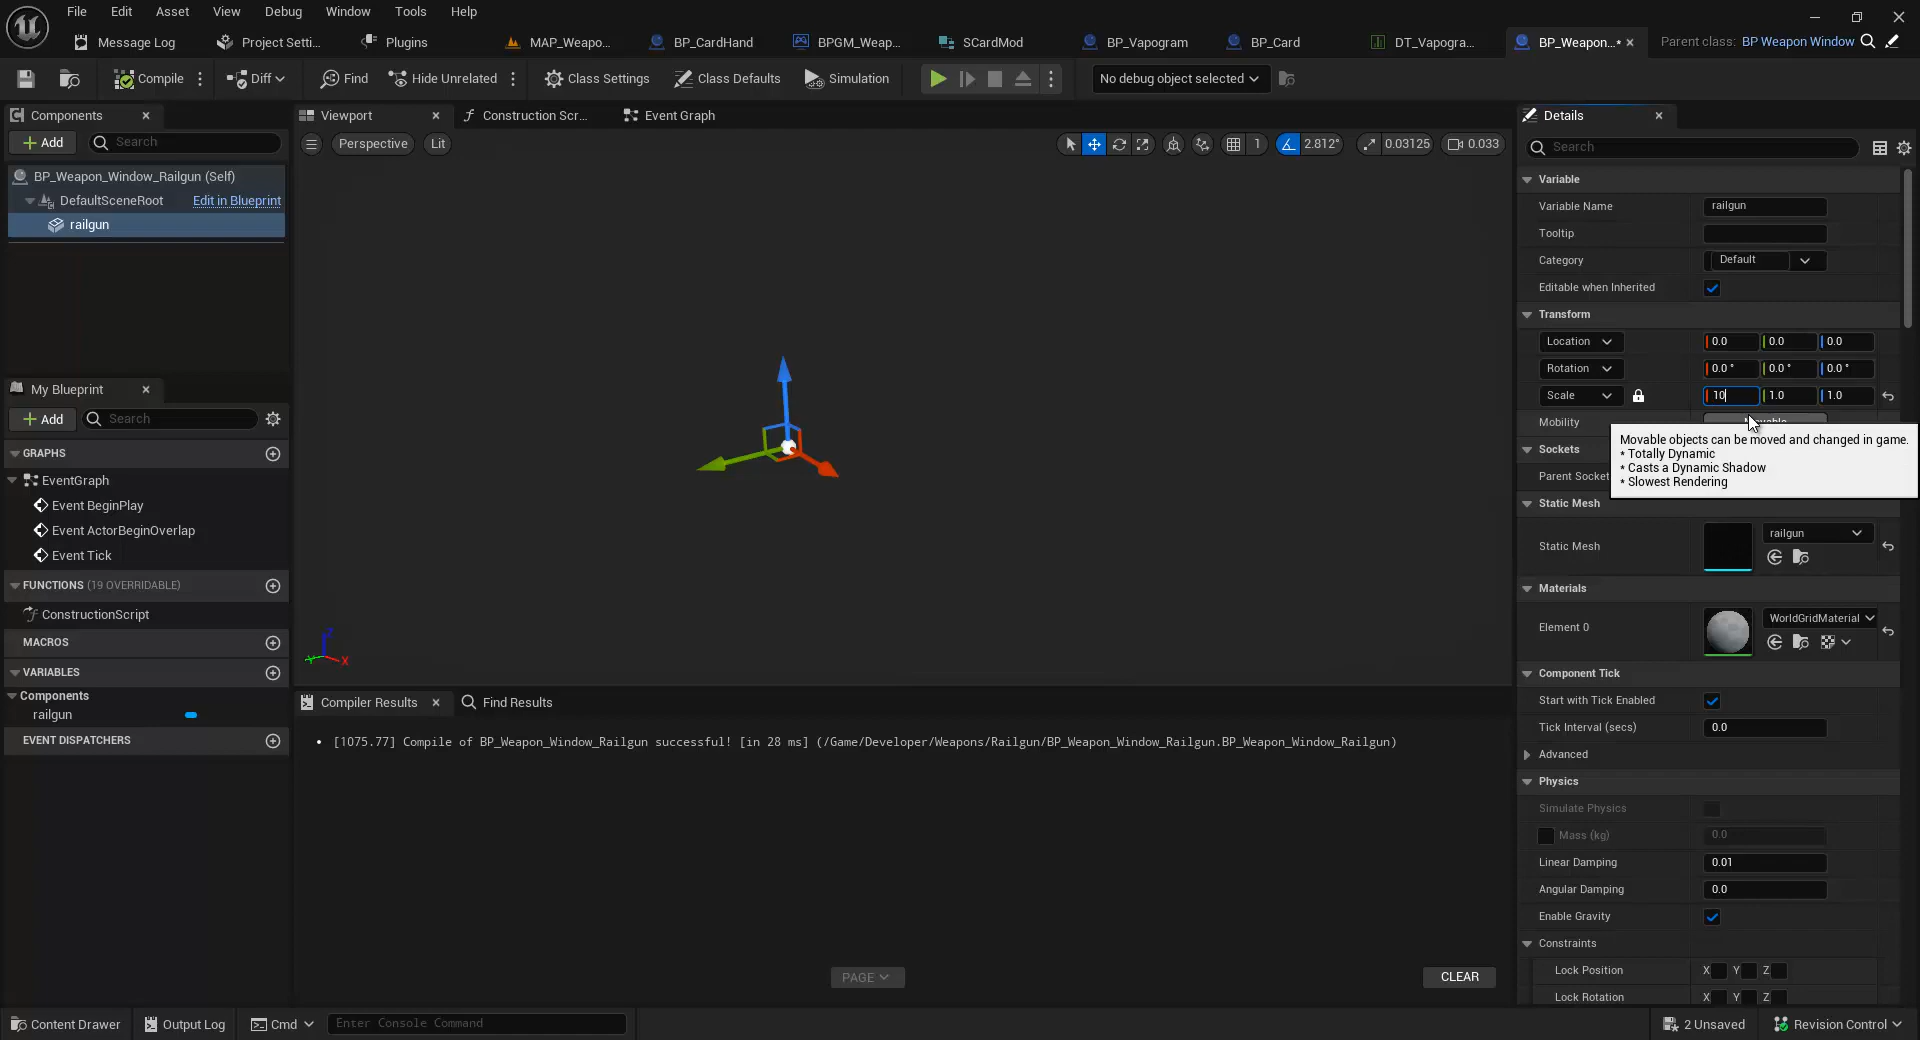 File Edit Asset View Debug Window Tools Help
Message Log Project Setti... Plugins MAP_Weapo... BP_CardHand BPGM_Weap... SCardMod BP_Vapogram BP_Card DT_Vapogra... BP_Weapon...* Parent class: BP Weapon Window
Compile Diff Find Hide Unrelated Class Settings Class Defaults Simulation No debug object selected
Components
Add Search
BP_Weapon_Window_Railgun (Self)
DefaultSceneRoot Edit in Blueprint
railgun
My Blueprint
Add Search
GRAPHS
EventGraph
Event BeginPlay
Event ActorBeginOverlap
Event Tick
FUNCTIONS (19 OVERRIDABLE)
ConstructionScript
MACROS
VARIABLES
Components
railgun
EVENT DISPATCHERS
Viewport Construction Scr... Event Graph
Perspective Lit 1 2.812° 0.03125 0.033
Z
Y X
Compiler Results Find Results
• [1075.77] Compile of BP_Weapon_Window_Railgun successful! [in 28 ms] (/Game/Developer/Weapons/Railgun/BP_Weapon_Window_Railgun.BP_Weapon_Window_Railgun)
PAGE CLEAR
Details
Search
Variable
Variable Name railgun
Tooltip
Category Default
Editable when Inherited
Transform
Location 0.0 0.0 0.0
Rotation 0.0 ° 0.0 ° 0.0 °
Scale 10 1.0 1.0
Mobility Movable
Movable objects can be moved and changed in game.
* Totally Dynamic
* Casts a Dynamic Shadow
* Slowest Rendering
Sockets
Parent Socket
Static Mesh
Static Mesh railgun
Materials
Element 0 WorldGridMaterial
Component Tick
Start with Tick Enabled
Tick Interval (secs) 0.0
Advanced
Physics
Simulate Physics
Mass (kg) 0.0
Linear Damping 0.01
Angular Damping 0.0
Enable Gravity
Constraints
Lock Position X Y Z
Lock Rotation X Y Z
Content Drawer Output Log Cmd Enter Console Command 2 Unsaved Revision Control